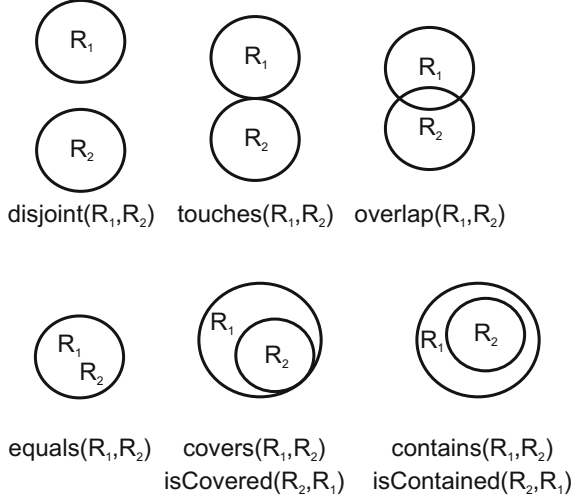 R₁ R₁ R₁
R₂ R₂ R₂
disjoint(R₁,R₂) touches(R₁,R₂) overlap(R₁,R₂)
R₁ R₁ R₁
R₂ R₂ R₂
equals(R₁,R₂) covers(R₁,R₂) contains(R₁,R₂)
isCovered(R₂,R₁) isContained(R₂,R₁)